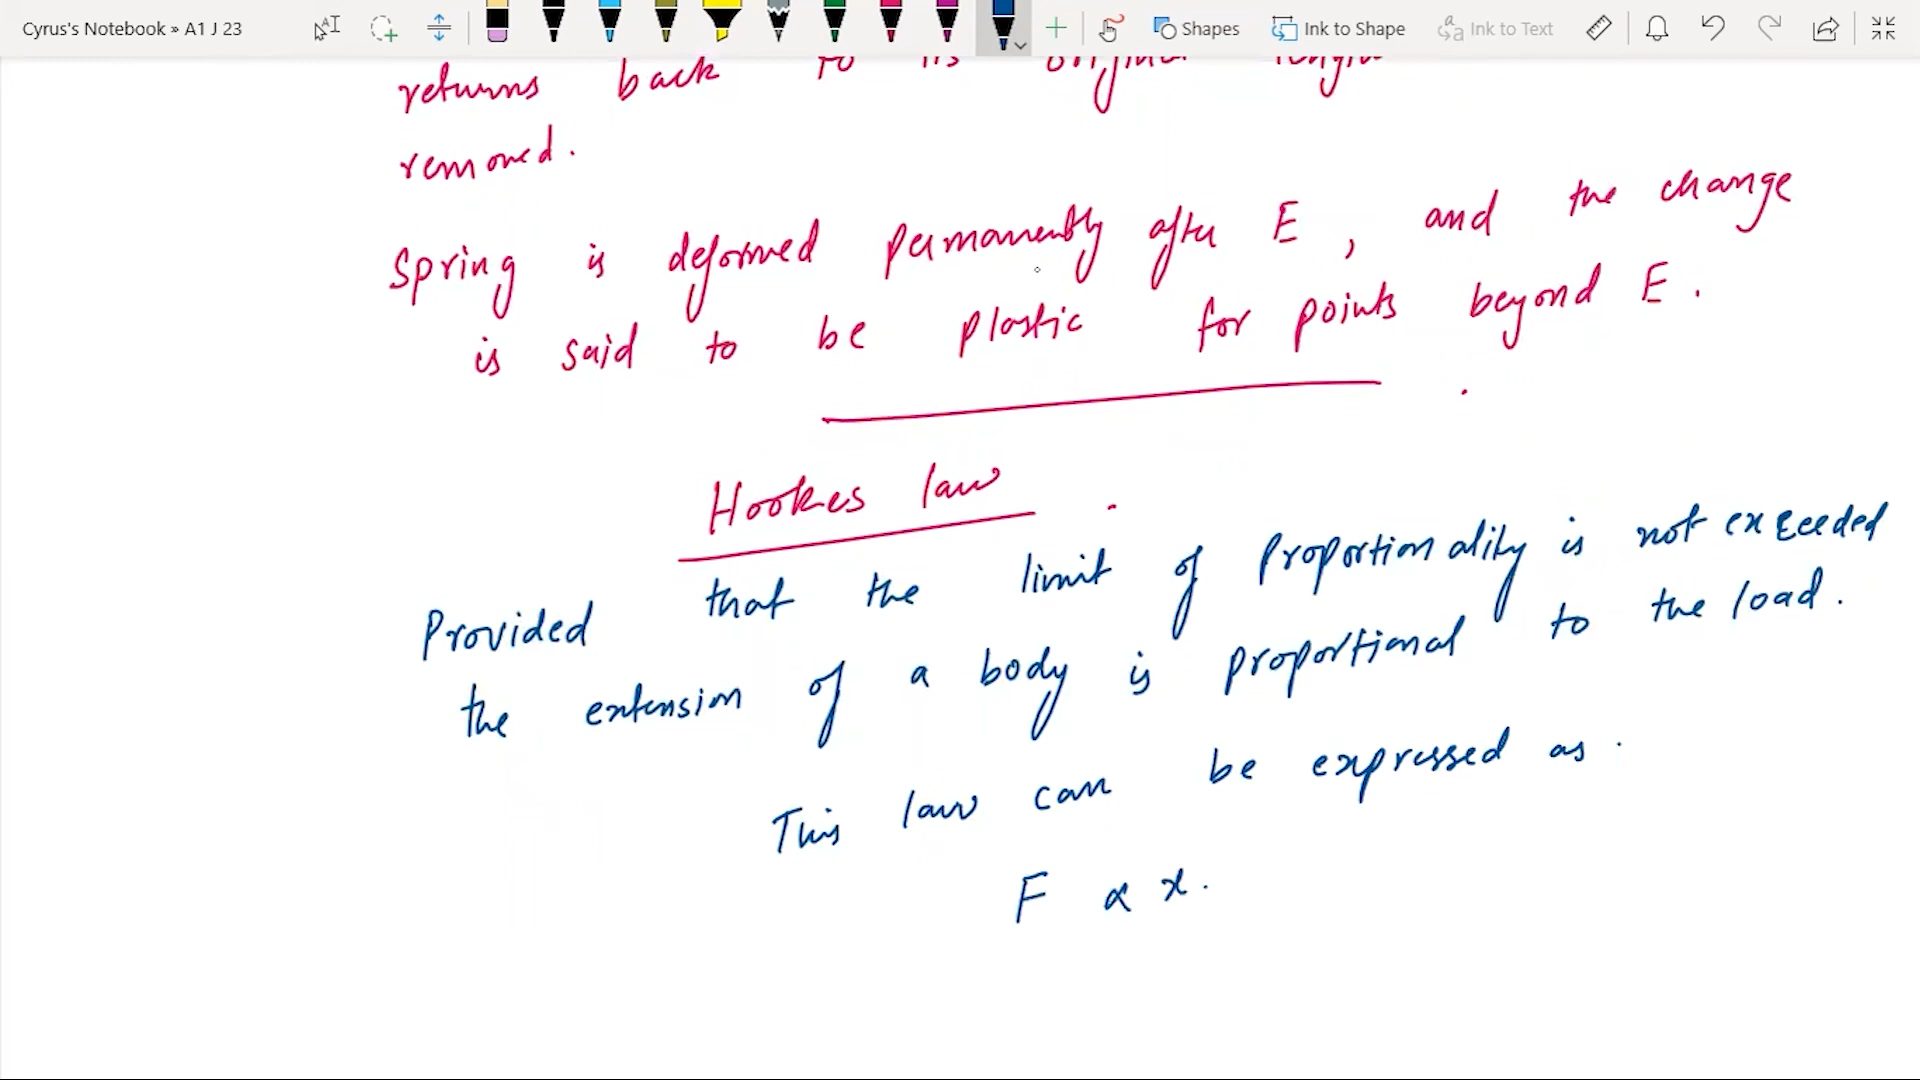 Cyrus's Notebook » A1 J 23
Shapes
Ink to Shape
Ink to Text
returns back to its original length
removed.
Spring is deformed permanently after E, and the change
is said to be plastic for points beyond E.
Hookes law
Provided that the limit of proportionality is not exceeded
the extension of a body is proportional to the load.
This law can be expressed as.
F ∝ x.